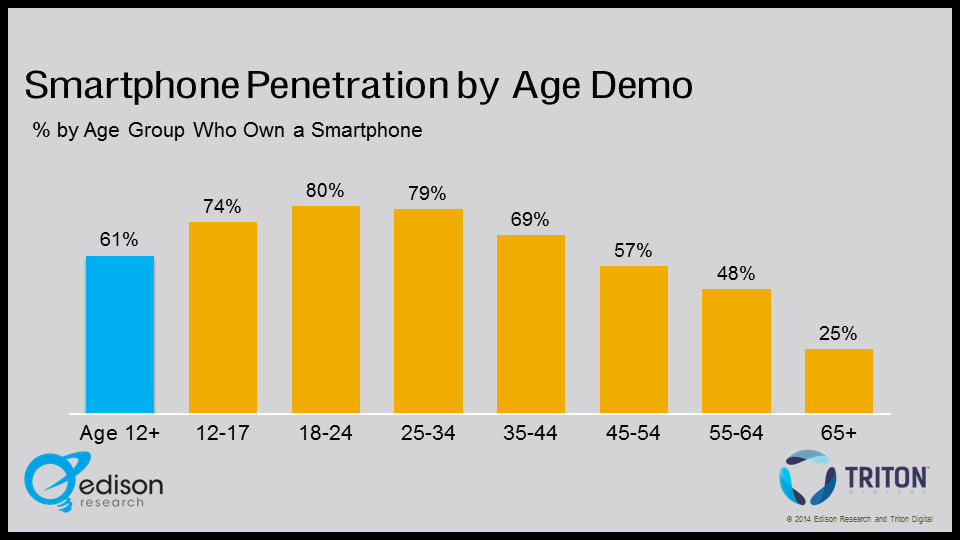 Smartphone Penetration by Age Demo
% by Age Group Who Own a Smartphone
61%
74%
80%
79%
69%
57%
48%
25%
Age 12+
12-17
18-24
25-34
35-44
45-54
55-64
65+
edison
research
TRITON™
DIGITAL
© 2014 Edison Research and Triton Digital